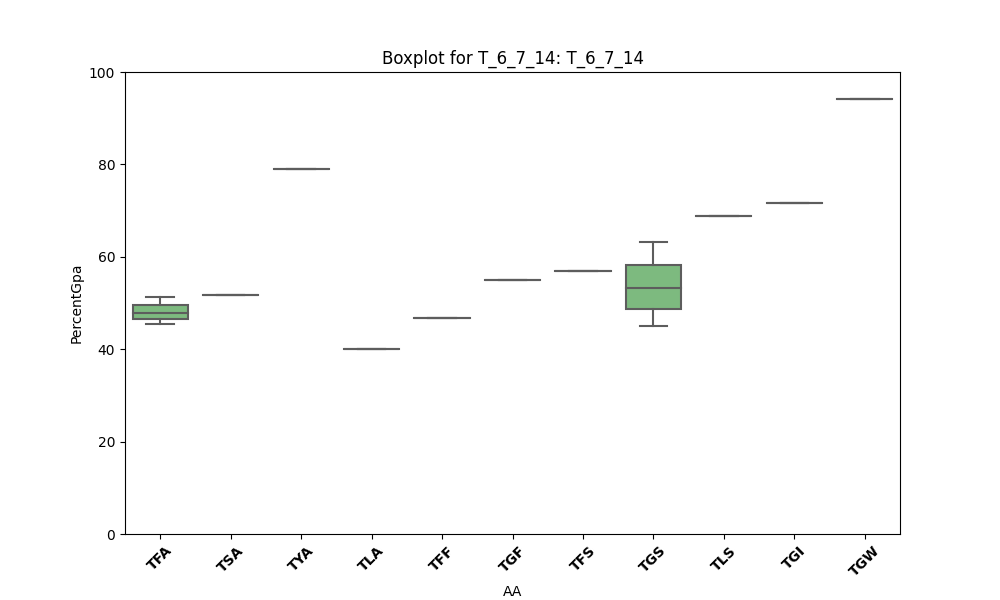 Boxplot for T_6_7_14: T_6_7_14
100
80
60
40
20
0
PercentGpa
TFA TSA TYA TLA TFF TGF TFS TGS TLS TGI TGW
AA